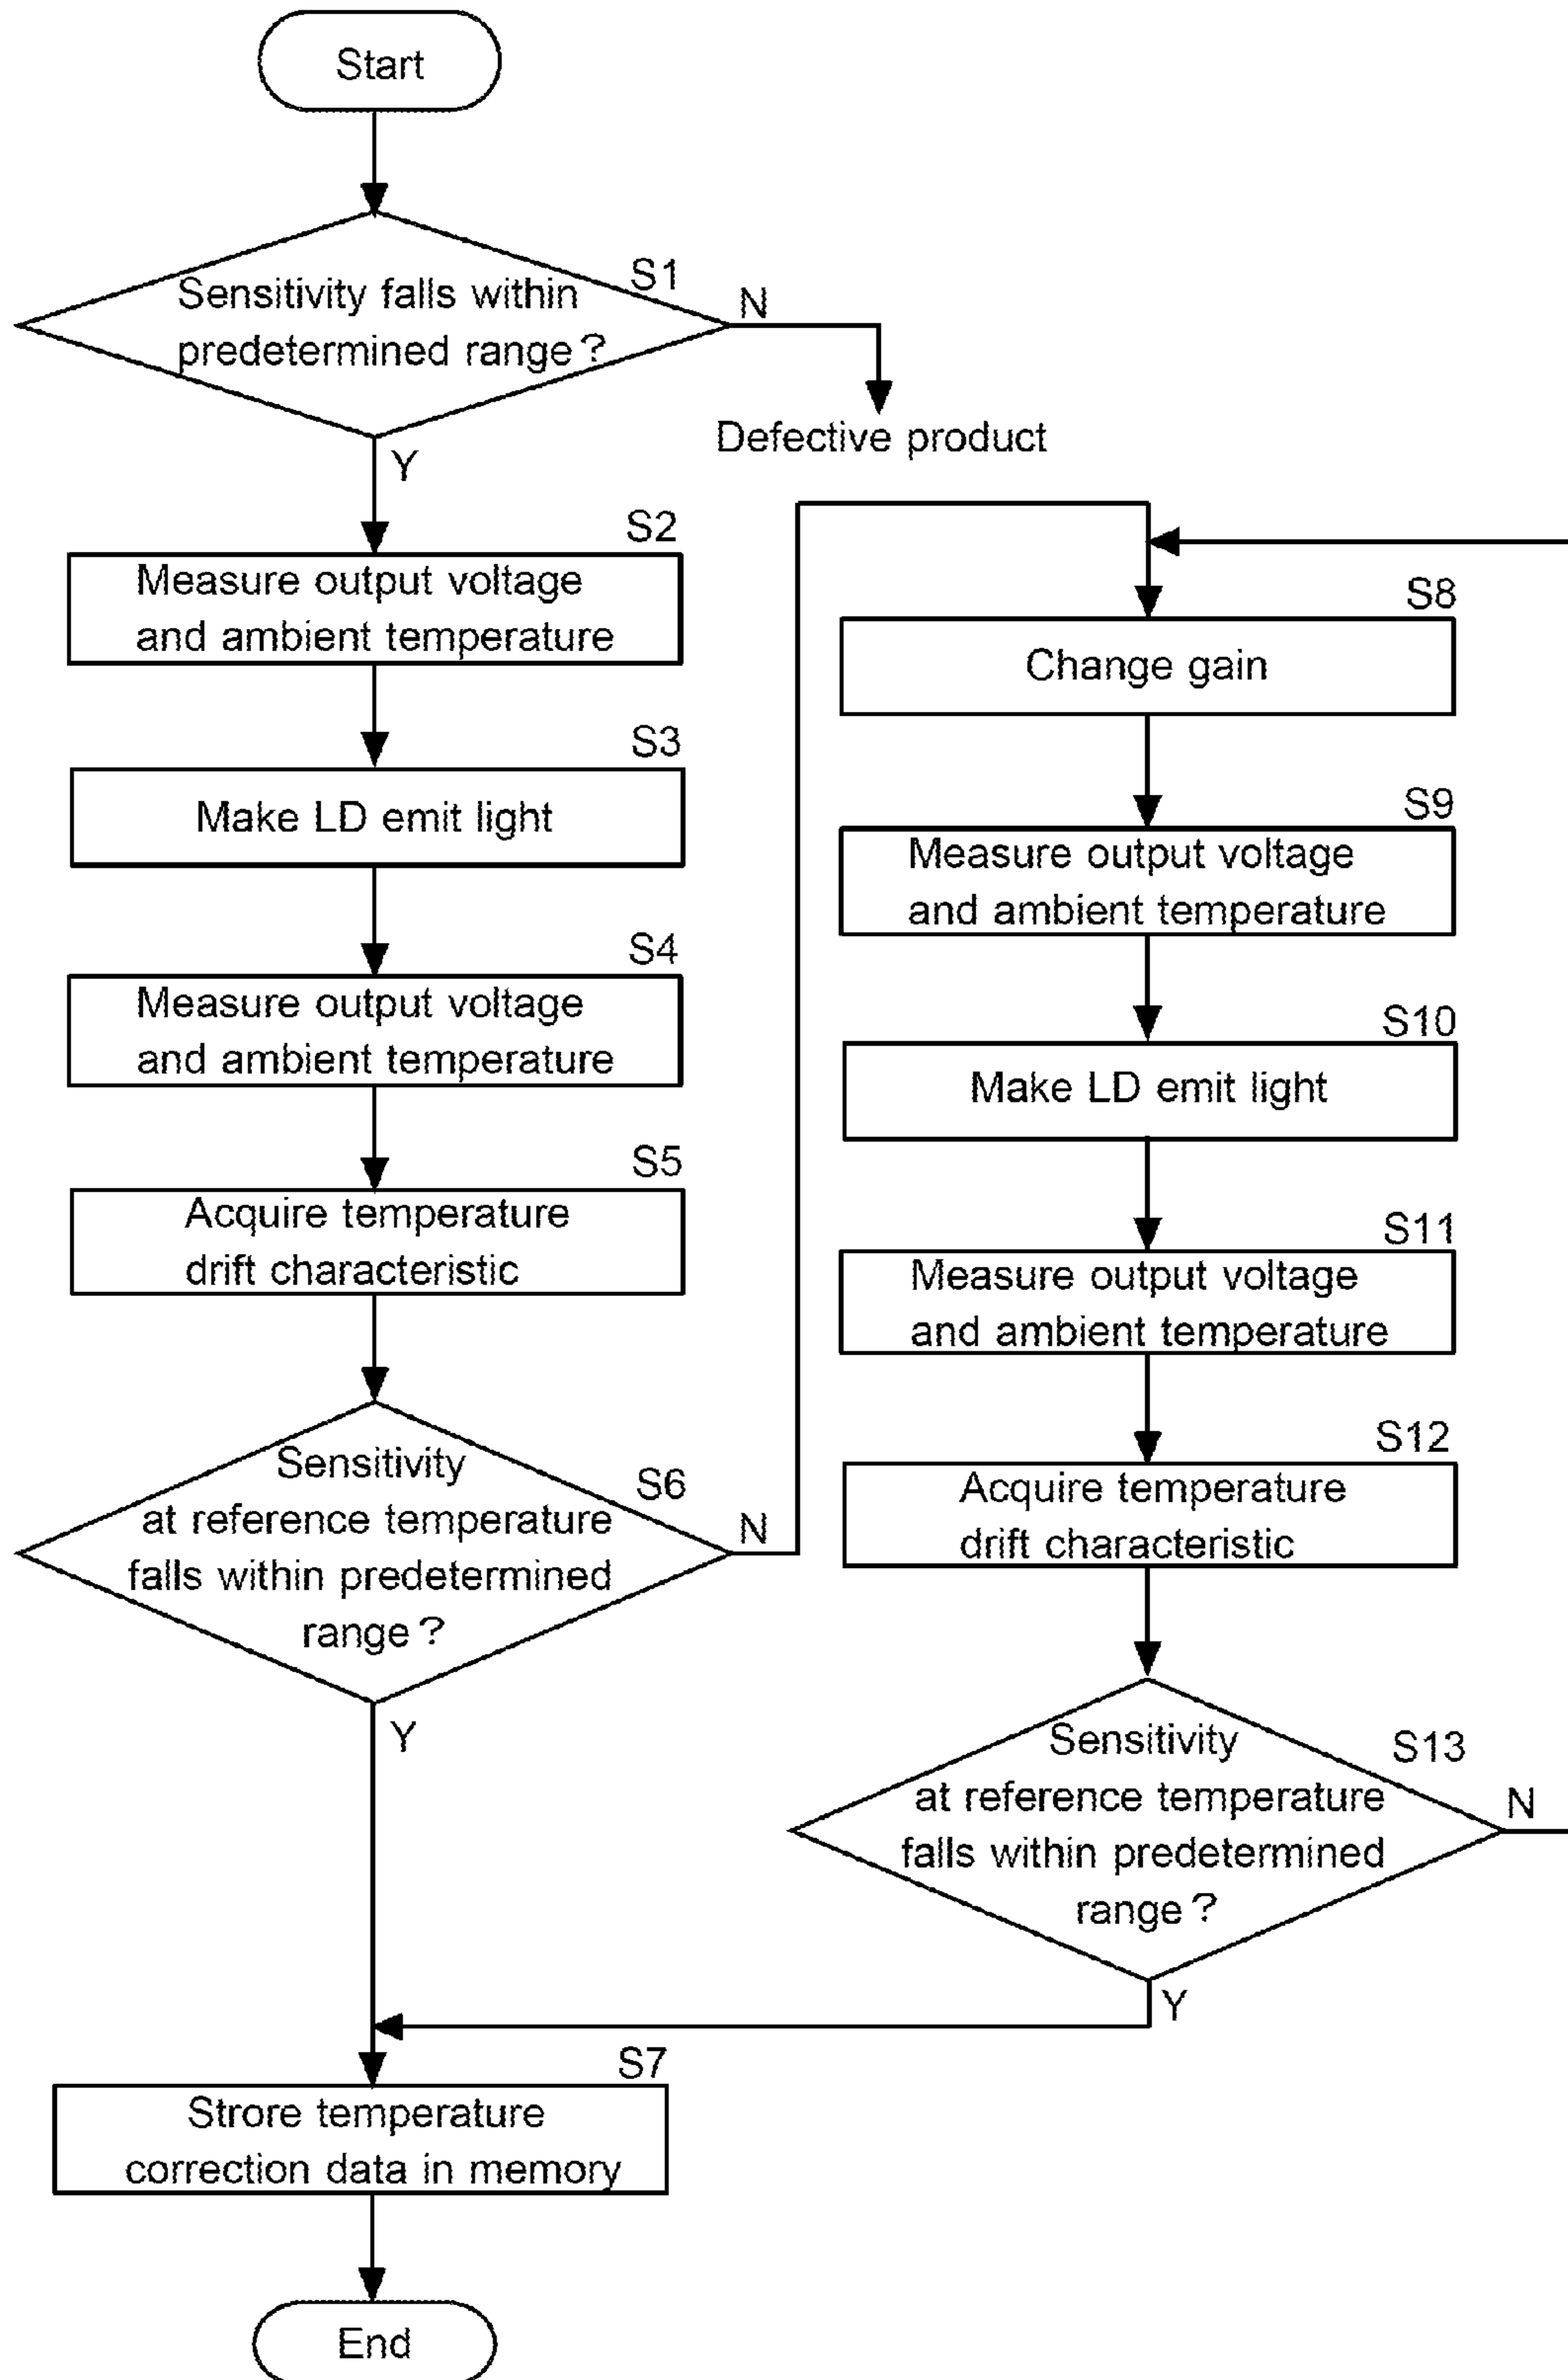 Start
S1
Sensitivity falls within
predetermined range?
N
Defective product
Y
S2
Measure output voltage
and ambient temperature
S3
Make LD emit light
S4
Measure output voltage
and ambient temperature
S5
Acquire temperature
drift characteristic
S6
Sensitivity
at reference temperature
falls within predetermined
range?
N
Y
S7
Strore temperature
correction data in memory
End
S8
Change gain
S9
Measure output voltage
and ambient temperature
S10
Make LD emit light
S11
Measure output voltage
and ambient temperature
S12
Acquire temperature
drift characteristic
S13
Sensitivity
at reference temperature
falls within predetermined
range?
N
Y